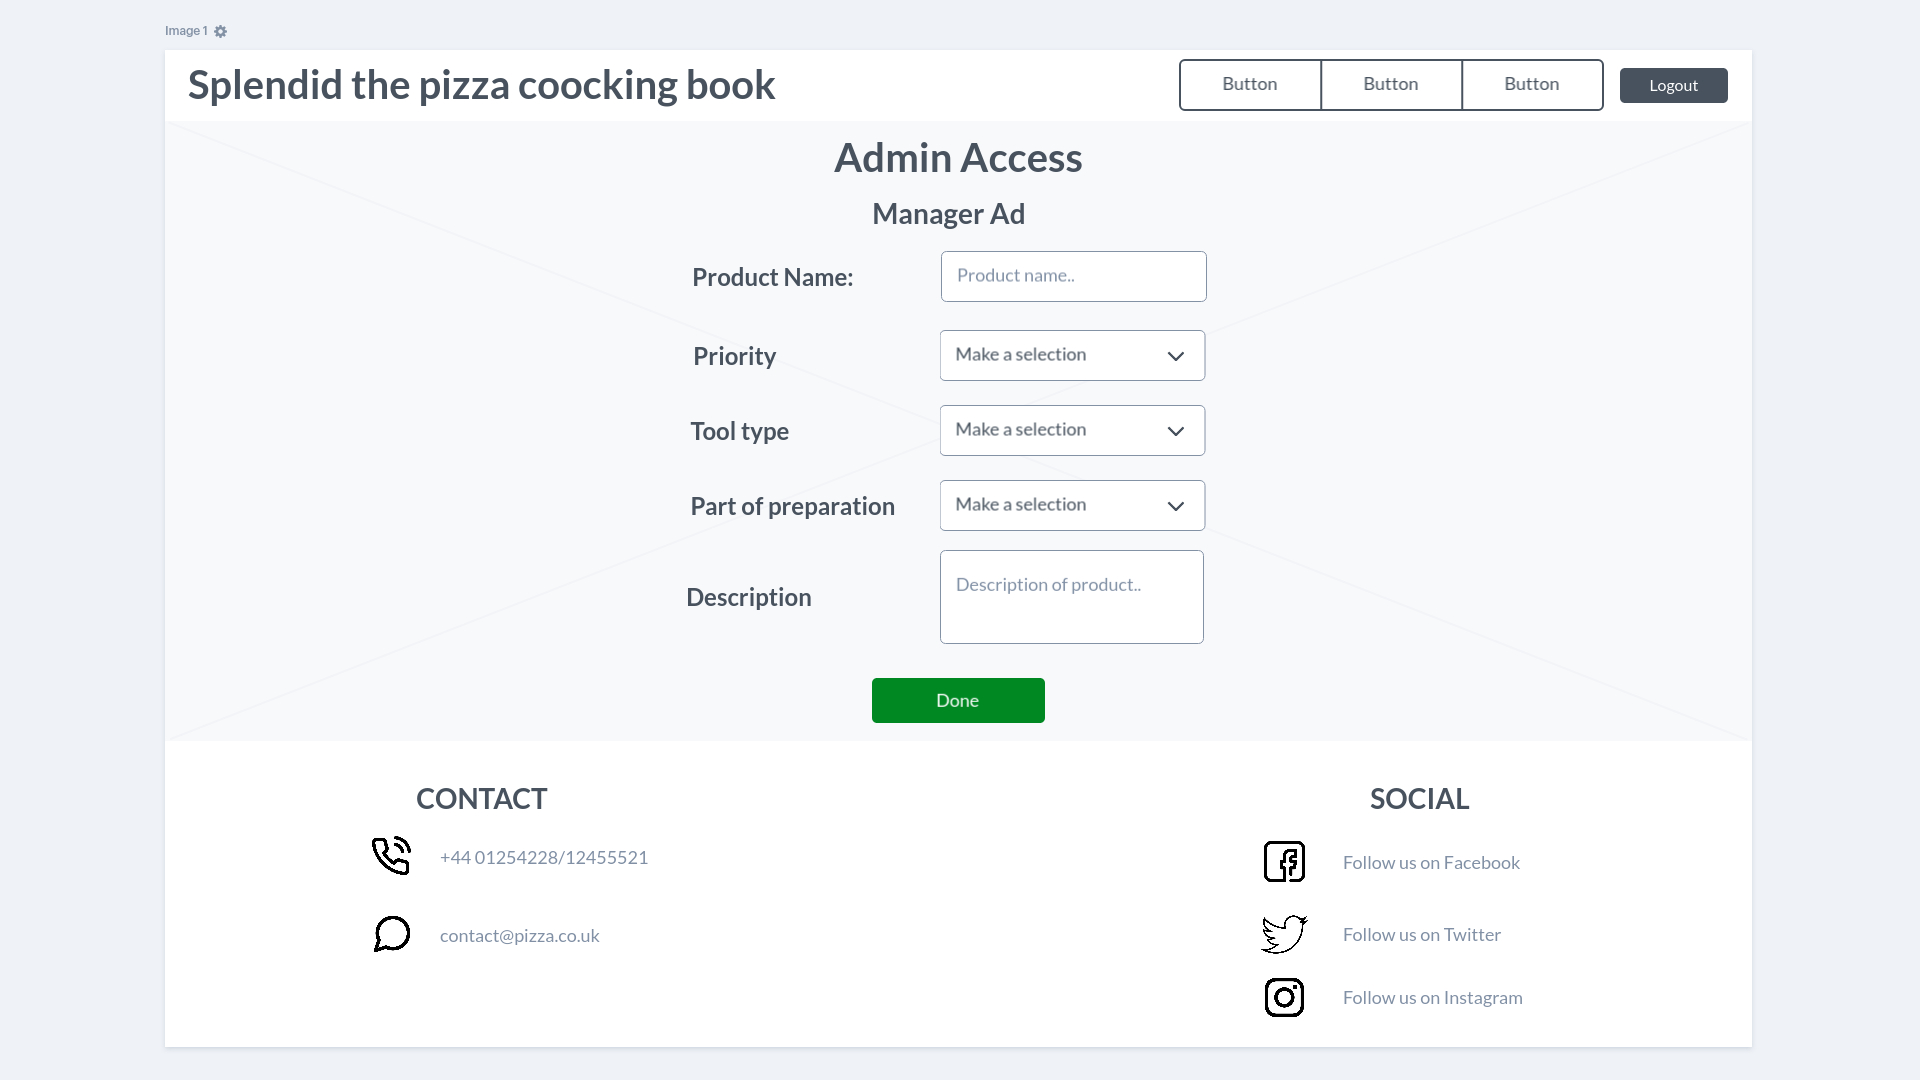 Image 1
Splendid the pizza coocking book
Button Button Button Logout
Admin Access
Manager Ad
Product Name: Product name..
Priority Make a selection
Tool type Make a selection
Part of preparation Make a selection
Description Description of product..
Done
CONTACT
+44 01254228/12455521
contact@pizza.co.uk
SOCIAL
Follow us on Facebook
Follow us on Twitter
Follow us on Instagram